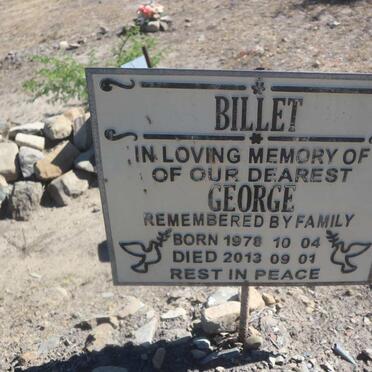 BILLET
IN LOVING MEMORY OF
OF OUR DEAREST
GEORGE
REMEMBERED BY FAMILY
BORN 1978 10 04
DIED 2013 09 01
REST IN PEACE